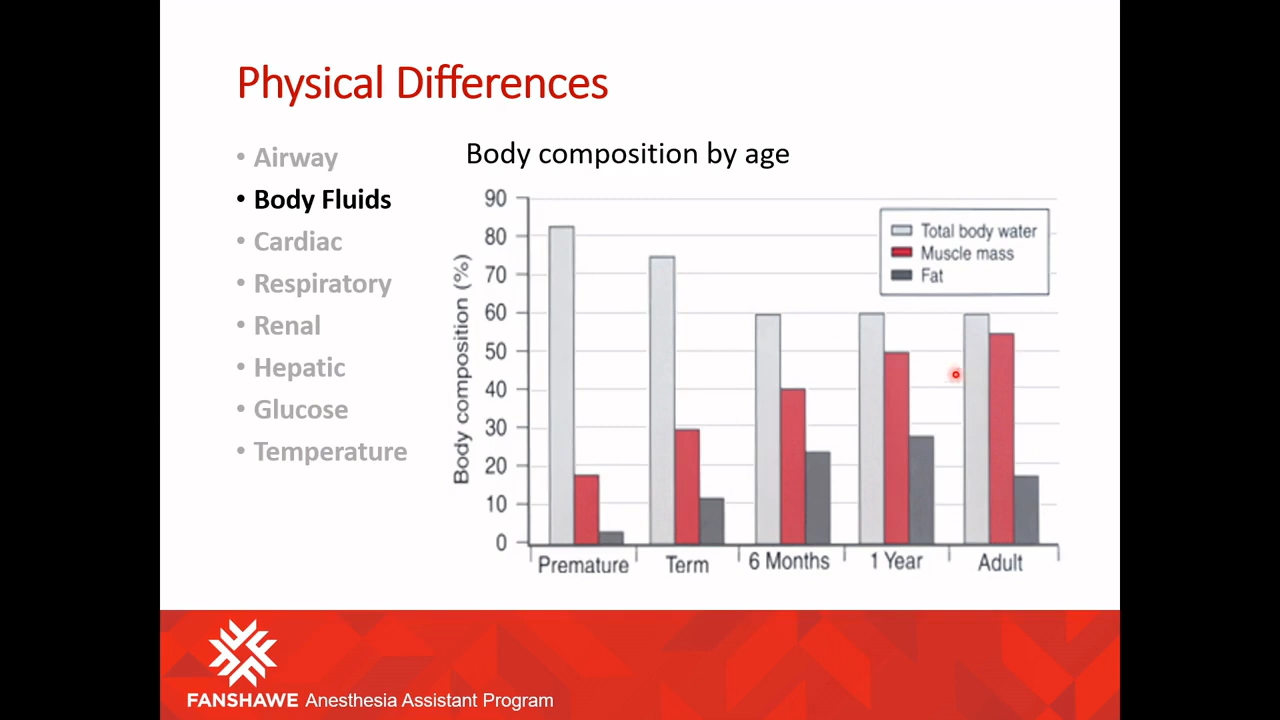 Physical Differences
• Airway
• Body Fluids
• Cardiac
• Respiratory
• Renal
• Hepatic
• Glucose
• Temperature
Body composition by age
Body composition (%)
90
80
70
60
50
40
30
20
10
0
Total body water
Muscle mass
Fat
Premature
Term
6 Months
1 Year
Adult
FANSHAWE Anesthesia Assistant Program